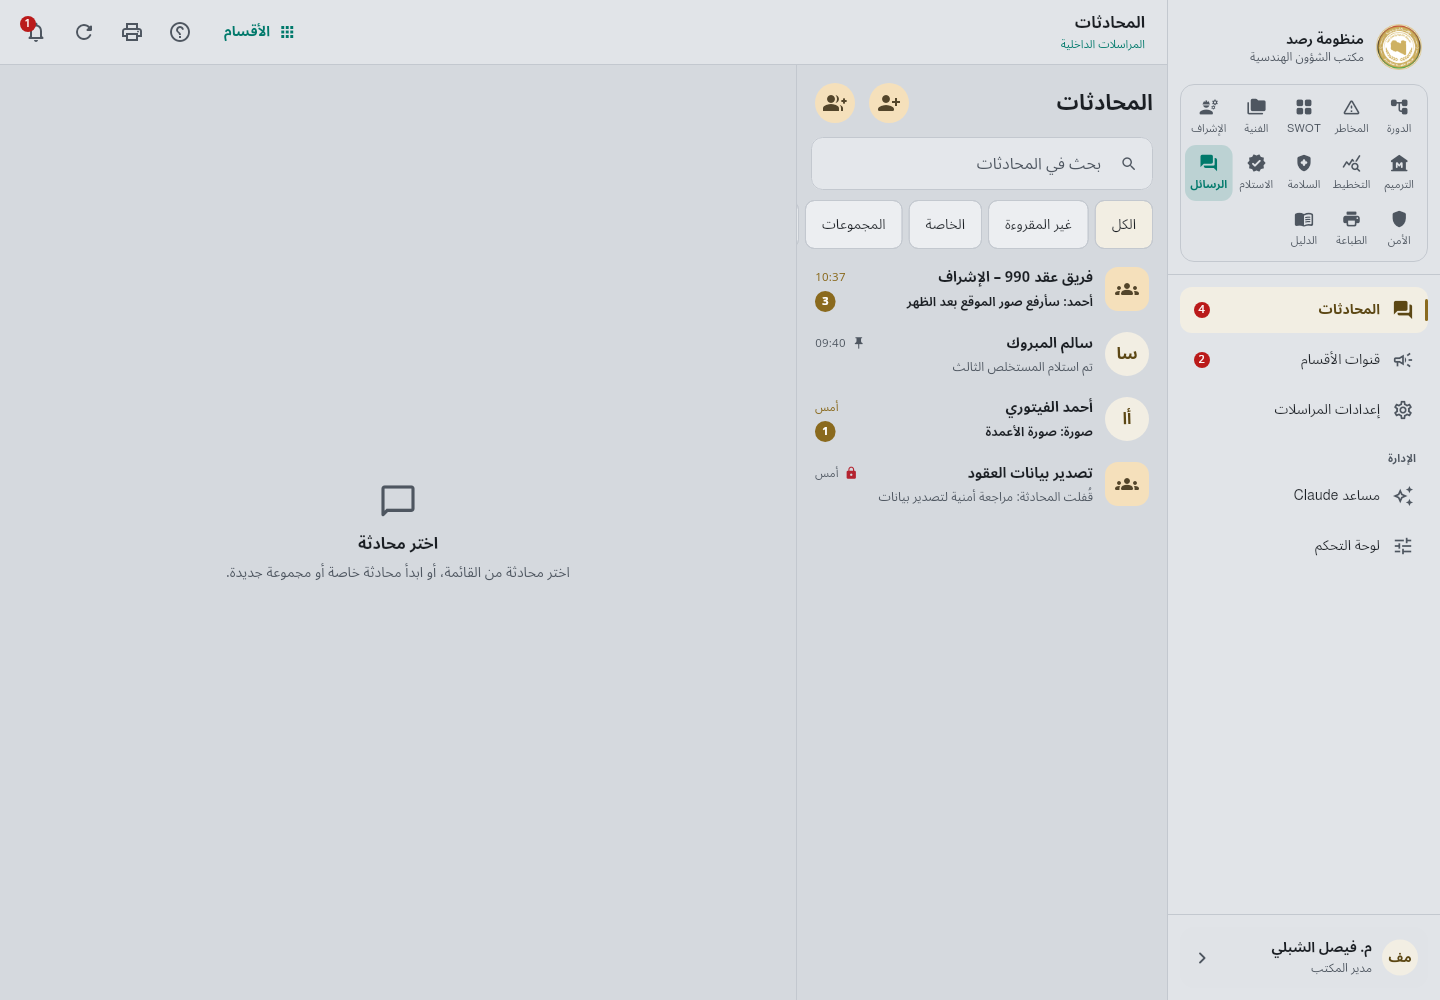 منظومة رصد
مكتب الشؤون الهندسية
الدورة
المخاطر
SWOT
الفنية
الإشراف
الترميم
التخطيط
السلامة
الاستلام
الرسائل
الأمن
الطباعة
الدليل
المحادثات
4
قنوات الأقسام
2
إعدادات المراسلات
الإدارة
مساعد Claude
لوحة التحكم
م. فيصل الشبلي
مدير المكتب
مف
المحادثات
المراسلات الداخلية
الأقسام
1
المحادثات
بحث في المحادثات
الكل
غير المقروءة
الخاصة
المجموعات
فريق عقد 990 – الإشراف
10:37
أحمد: سأرفع صور الموقع بعد الظهر
3
سا
سالم المبروك
09:40
تم استلام المستخلص الثالث
أا
أحمد الفيتوري
أمس
صورة: صورة الأعمدة
1
تصدير بيانات العقود
أمس
قُفلت المحادثة: مراجعة أمنية لتصدير بيانات
اختر محادثة
اختر محادثة من القائمة، أو ابدأ محادثة خاصة أو مجموعة جديدة.